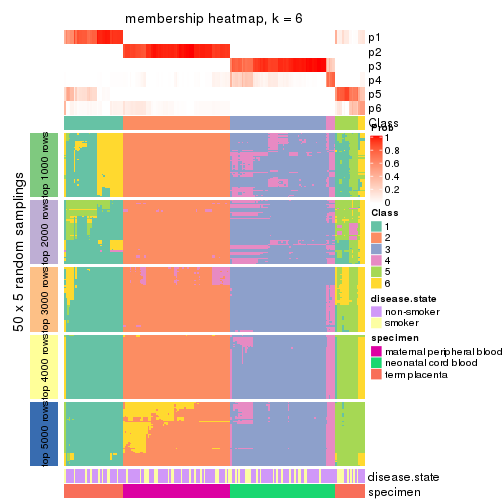 membership heatmap, k = 6
p1
p2
p3
p4
p5
p6
Class
Prob
1
0.8
0.6
0.4
0.2
0
Class
1
2
3
4
5
6
disease.state
non-smoker
smoker
specimen
maternal peripheral blood
neonatal cord blood
term placenta
50 x 5 random samplings
top 1000 rows
top 2000 rows
top 3000 rows
top 4000 rows
top 5000 rows
disease.state
specimen